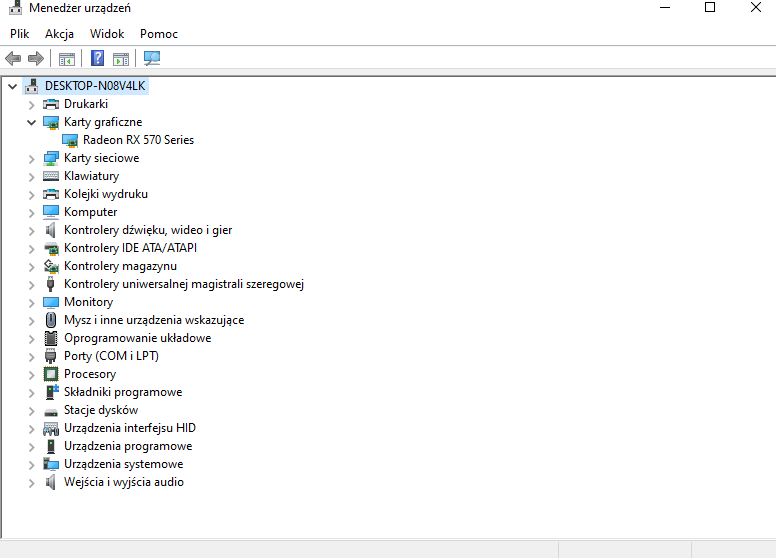 Menedżer urządzeń
Plik Akcja Widok Pomoc
DESKTOP-N08V4LK
Drukarki
Karty graficzne
Radeon RX 570 Series
Karty sieciowe
Klawiatury
Kolejki wydruku
Komputer
Kontrolery dźwięku, wideo i gier
Kontrolery IDE ATA/ATAPI
Kontrolery magazynu
Kontrolery uniwersalnej magistrali szeregowej
Monitory
Mysz i inne urządzenia wskazujące
Oprogramowanie układowe
Porty (COM i LPT)
Procesory
Składniki programowe
Stacje dysków
Urządzenia interfejsu HID
Urządzenia programowe
Urządzenia systemowe
Wejścia i wyjścia audio